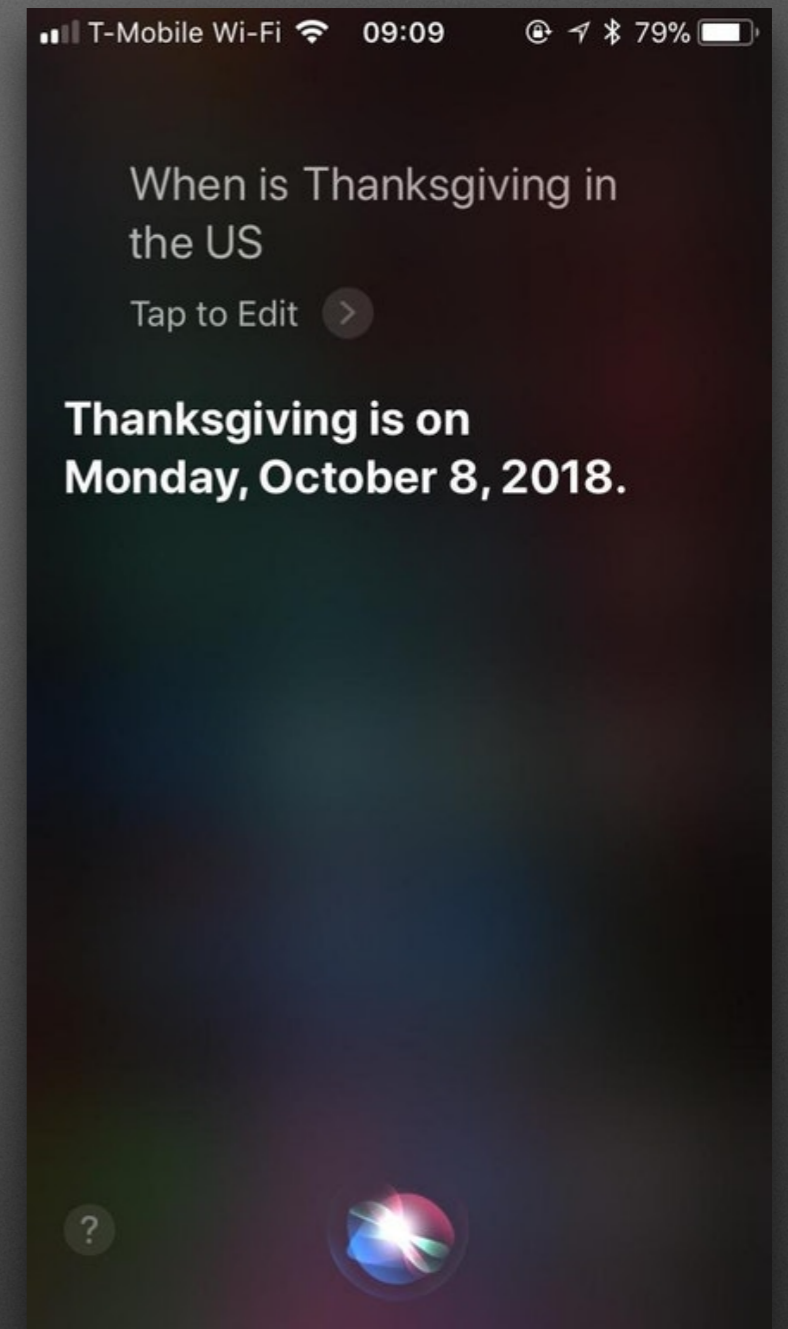 T-Mobile Wi-Fi 09:09 79%
When is Thanksgiving in
the US
Tap to Edit
Thanksgiving is on
Monday, October 8, 2018.
?